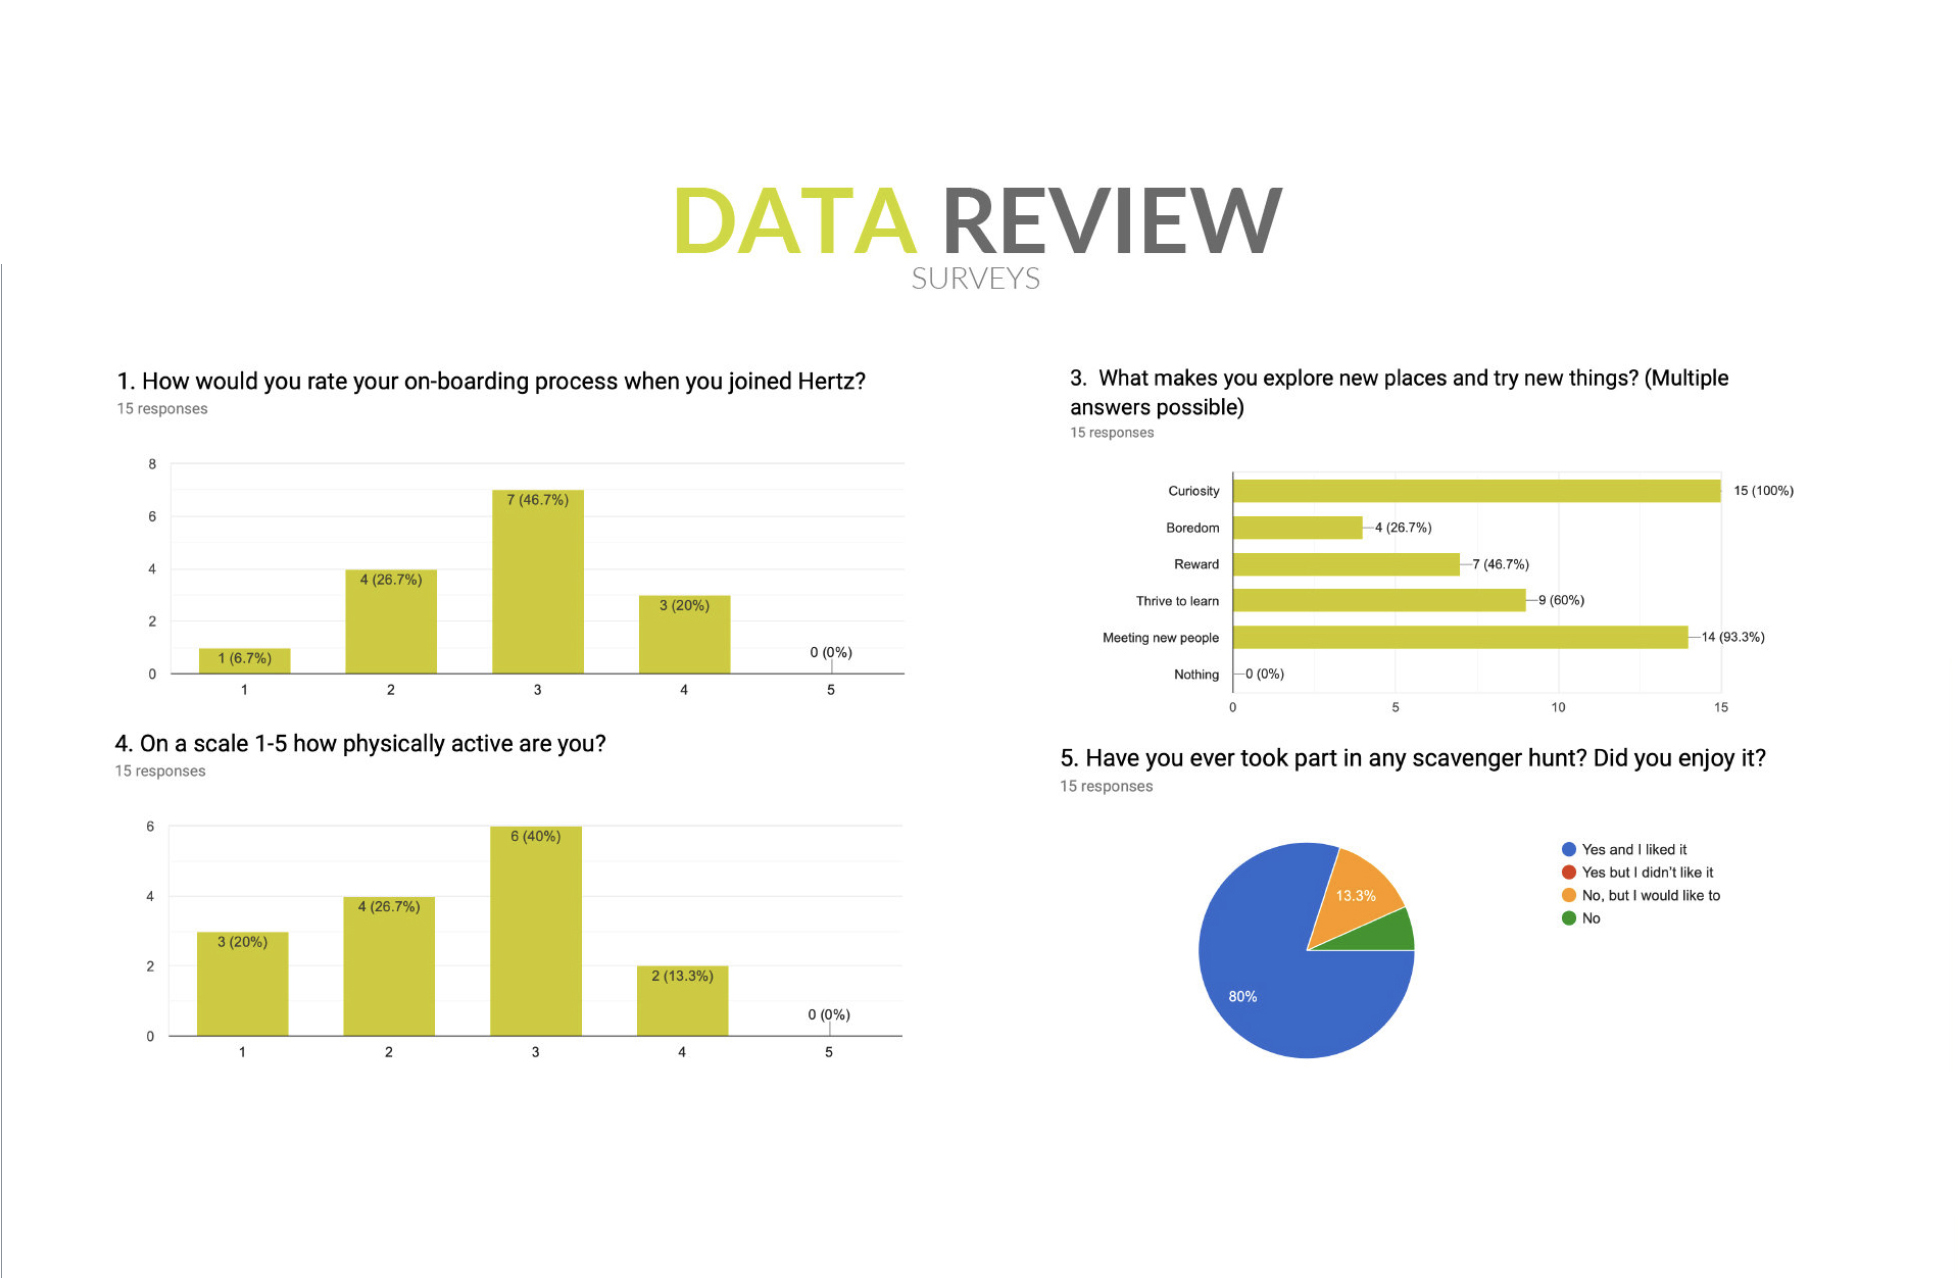 DATA REVIEW
SURVEYS
1. How would you rate your on-boarding process when you joined Hertz?
15 responses
8
6
4
2
0
1 (6.7%)
4 (26.7%)
7 (46.7%)
3 (20%)
0 (0%)
1 2 3 4 5
3. What makes you explore new places and try new things? (Multiple
answers possible)
15 responses
Curiosity 15 (100%)
Boredom 4 (26.7%)
Reward 7 (46.7%)
Thrive to learn 9 (60%)
Meeting new people 14 (93.3%)
Nothing 0 (0%)
0 5 10 15
4. On a scale 1-5 how physically active are you?
15 responses
6
4
2
0
3 (20%)
4 (26.7%)
6 (40%)
2 (13.3%)
0 (0%)
1 2 3 4 5
5. Have you ever took part in any scavenger hunt? Did you enjoy it?
15 responses
13.3%
80%
Yes and I liked it
Yes but I didn't like it
No, but I would like to
No